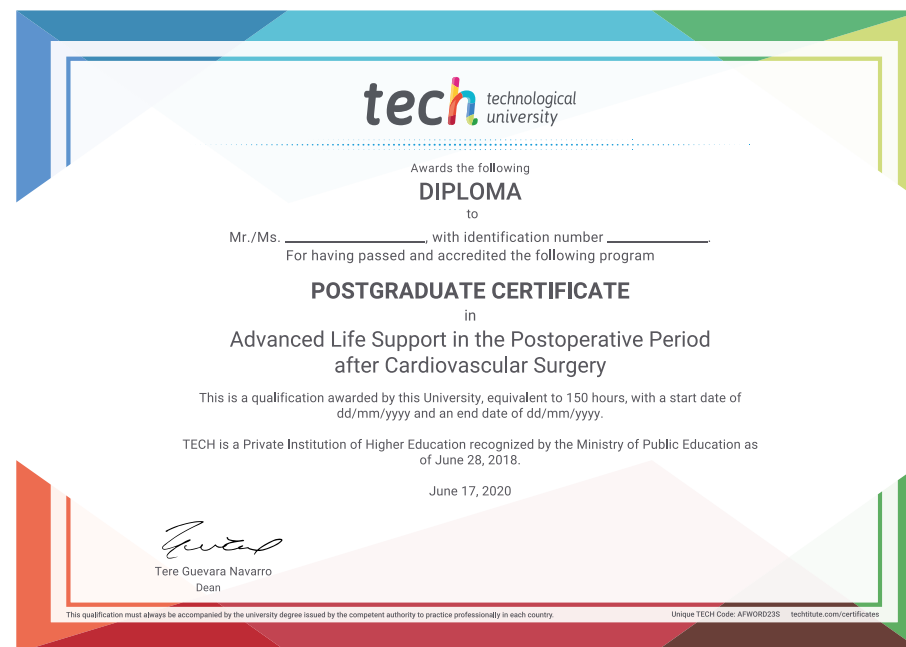 tech technological
university
Awards the following
DIPLOMA
to
Mr./Ms. ____________________, with identification number ______________.
For having passed and accredited the following program
POSTGRADUATE CERTIFICATE
in
Advanced Life Support in the Postoperative Period
after Cardiovascular Surgery
This is a qualification awarded by this University, equivalent to 150 hours, with a start date of
dd/mm/yyyy and an end date of dd/mm/yyyy.
TECH is a Private Institution of Higher Education recognized by the Ministry of Public Education as
of June 28, 2018.
June 17, 2020
Tere Guevara Navarro
Dean
This qualification must always be accompanied by the university degree issued by the competent authority to practice professionally in each country. Unique TECH Code: AFWORD23S techtitute.com/certificates